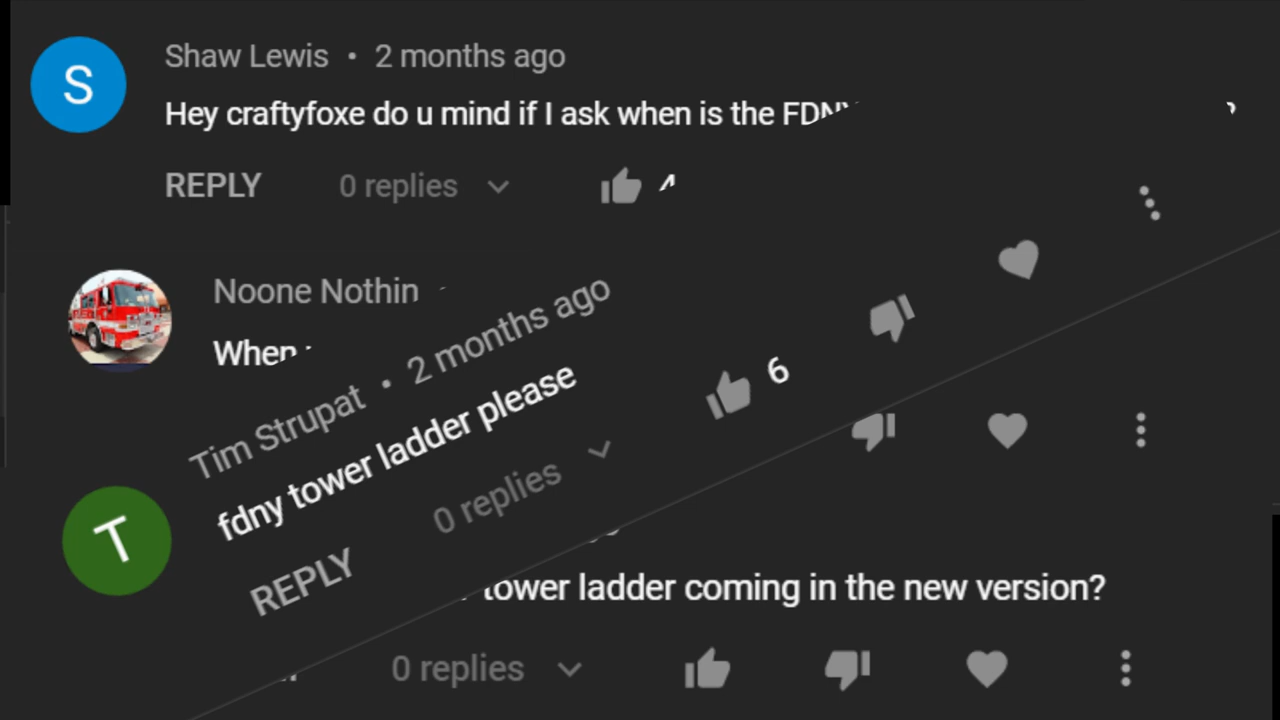 S
Shaw Lewis • 2 months ago
Hey craftyfoxe do u mind if I ask when is the
REPLY 0 replies
Noone Nothin
When
Tim Strupat • 2 months ago
fdny tower ladder please
T
REPLY 0 replies 6
tower ladder coming in the new version?
0 replies